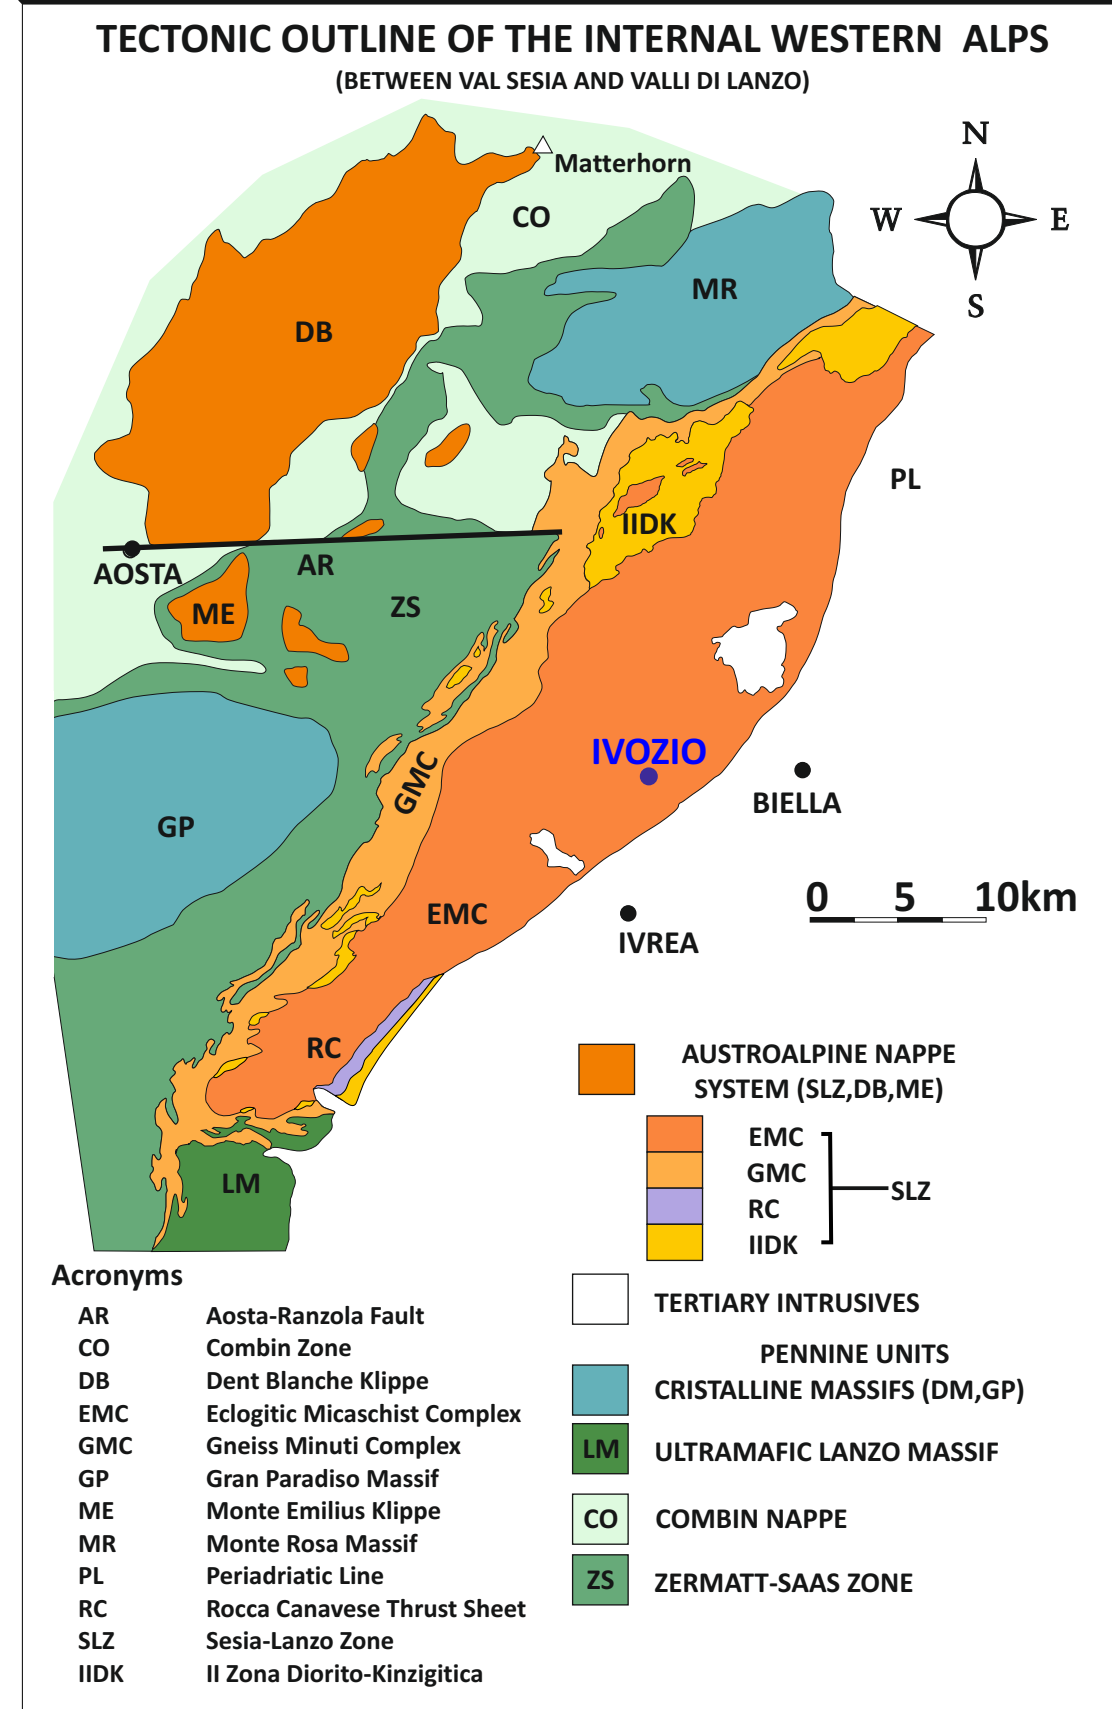 TECTONIC OUTLINE OF THE INTERNAL WESTERN ALPS
(BETWEEN VAL SESIA AND VALLI DI LANZO)
N
W
E
S
Matterhorn
CO
MR
DB
PL
IIDK
AOSTA
AR
ME
ZS
IVOZIO
GMC
BIELLA
GP
0 5 10km
EMC
IVREA
RC
LM
AUSTROALPINE NAPPE
SYSTEM (SLZ,DB,ME)
EMC
GMC
RC
IIDK
SLZ
TERTIARY INTRUSIVES
PENNINE UNITS
CRISTALLINE MASSIFS (DM,GP)
LM ULTRAMAFIC LANZO MASSIF
CO COMBIN NAPPE
ZS ZERMATT-SAAS ZONE
Acronyms
AR Aosta-Ranzola Fault
CO Combin Zone
DB Dent Blanche Klippe
EMC Eclogitic Micaschist Complex
GMC Gneiss Minuti Complex
GP Gran Paradiso Massif
ME Monte Emilius Klippe
MR Monte Rosa Massif
PL Periadriatic Line
RC Rocca Canavese Thrust Sheet
SLZ Sesia-Lanzo Zone
IIDK II Zona Diorito-Kinzigitica